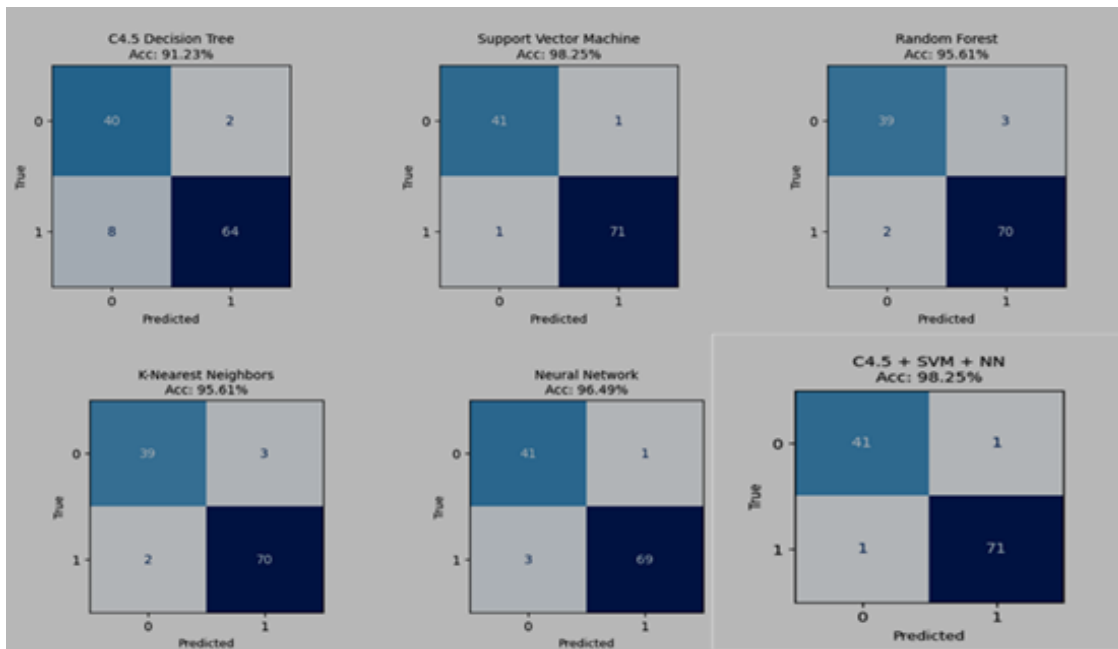 C4.5 Decision Tree
Acc: 91.23%
0
40
2
True
1
8
64
0
1
Predicted
Support Vector Machine
Acc: 98.25%
0
41
1
True
1
1
71
0
1
Predicted
Random Forest
Acc: 95.61%
0
39
3
True
1
2
70
0
1
Predicted
K-Nearest Neighbors
Acc: 95.61%
0
39
3
True
1
2
70
0
1
Predicted
Neural Network
Acc: 96.49%
0
41
1
True
1
3
69
0
1
Predicted
C4.5 + SVM + NN
Acc: 98.25%
0
41
1
True
1
1
71
0
1
Predicted